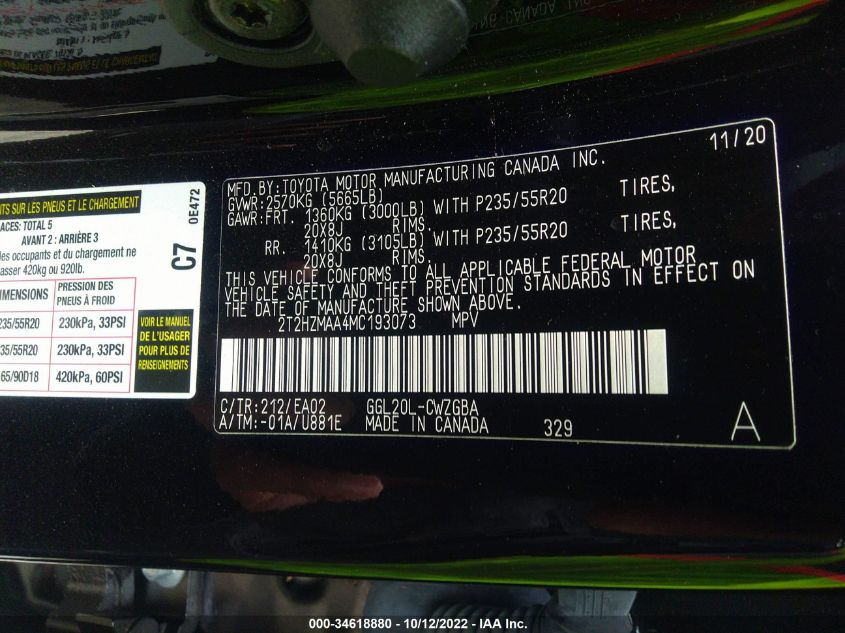 11/20
MFD.BY:TOYOTA MOTOR MANUFACTURING CANADA INC.
GVWR:2570KG (5665LB)
GAWR:FRT. 1360KG (3000LB) WITH P235/55R20 TIRES,
20X8J RIMS.
RR. 1410KG (3105LB) WITH P235/55R20 TIRES,
20X8J RIMS.
THIS VEHICLE CONFORMS TO ALL APPLICABLE FEDERAL MOTOR
VEHICLE SAFETY AND THEFT PREVENTION STANDARDS IN EFFECT ON
THE DATE OF MANUFACTURE SHOWN ABOVE.
2T2HZMAA4MC193073 MPV
C/TR:212/EA02 GGL20L-CWZGBA
A/TM:-01A/U881E MADE IN CANADA 329 A
SUR LES PNEUS ET LE CHARGEMENT
TOTAL 5
AVANT 2 : ARRIÈRE 3
des occupants et du chargement ne
420kg ou 920lb.
C7 0E472
PRESSION DES
PNEUS À FROID
235/55R20 230kPa, 33PSI
235/55R20 230kPa, 33PSI
65/90D18 420kPa, 60PSI
VOIR LE MANUEL
DE L'USAGER
POUR PLUS DE
RENSEIGNEMENTS
000-34618880 - 10/12/2022 - IAA Inc.